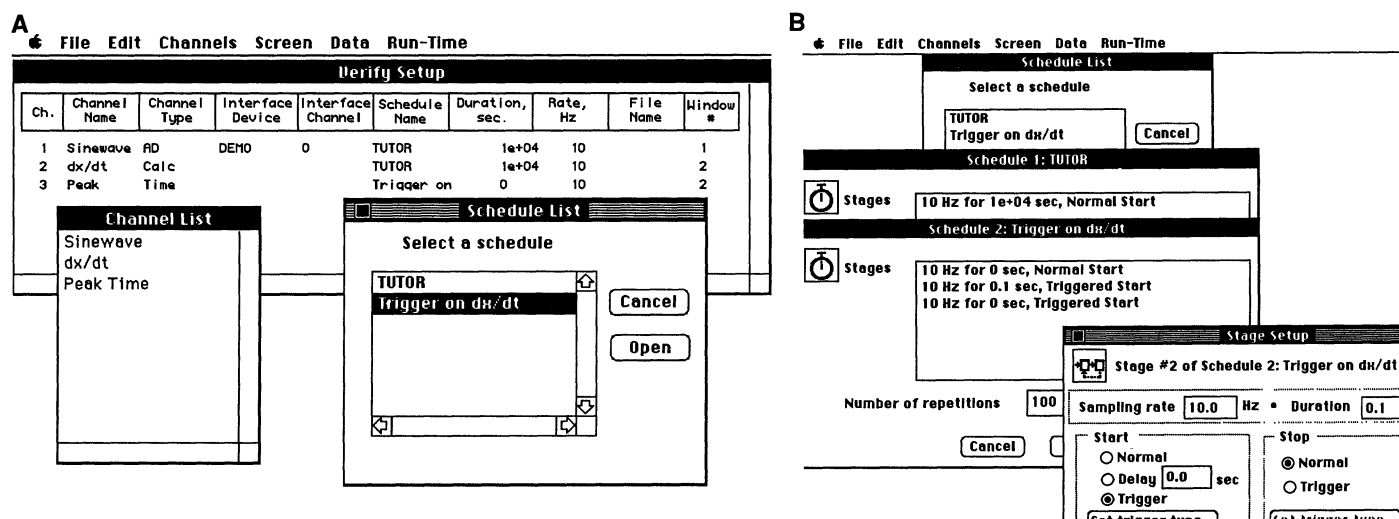 A
File Edit Channels Screen Data Run-Time
Verify Setup
Ch. Channel Name Channel Type Interface Device Interface Channel Schedule Name Duration, sec. Rate, Hz File Name Window #
1 Sinewave AD DEMO 0 TUTOR 1e+04 10 1
2 dx/dt Calc TUTOR 1e+04 10 2
3 Peak Time Trigger on 0 10 2
Channel List
Sinewave
dx/dt
Peak Time
Schedule List
Select a schedule
TUTOR
Trigger on dx/dt
Cancel
Open
B
File Edit Channels Screen Data Run-Time
Schedule List
Select a schedule
TUTOR
Trigger on dx/dt
Cancel
Schedule 1: TUTOR
Stages
10 Hz for 1e+04 sec, Normal Start
Schedule 2: Trigger on dx/dt
Stages
10 Hz for 0 sec, Normal Start
10 Hz for 0.1 sec, Triggered Start
10 Hz for 0 sec, Triggered Start
Number of repetitions 100
Cancel
Stage Setup
Stage #2 of Schedule 2: Trigger on dx/dt
Sampling rate 10.0 Hz • Duration 0.1
Start
Normal
Delay 0.0 sec
Trigger
Stop
Normal
Trigger